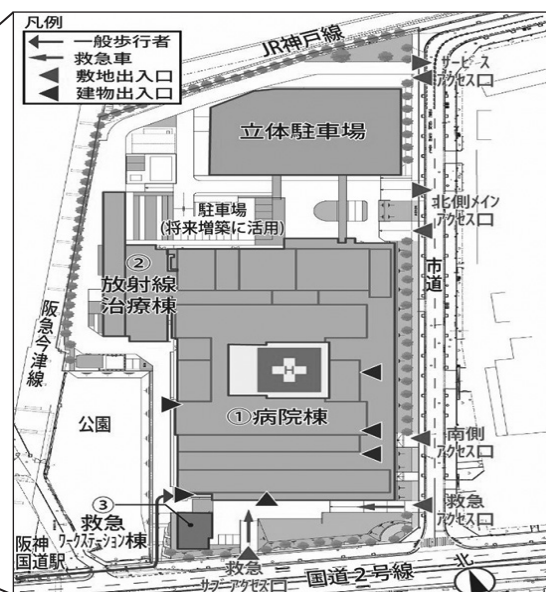 凡例
一般歩行者
救急車
敷地出入口
建物出入口
JR神戸線
サービス
アクセス口
立体駐車場
北側メイン
アクセス口
駐車場
(将来増築に活用)
②
放射線
治療棟
市道
阪急今津線
H
①病院棟
公園
南側
アクセス口
③
救急
ワークステーション棟
救急
アクセス口
阪神
国道駅
救急
サブアクセス口
国道2号線
北